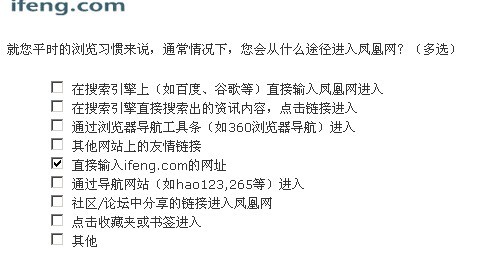 ifeng.com
就您平时的浏览习惯来说，通常情况下，您会从什么途径进入凤凰网？（多选）
在搜索引擎上（如百度、谷歌等）直接输入凤凰网进入
在搜索引擎直接搜索出的资讯内容，点击链接进入
通过浏览器导航工具条（如360浏览器导航）进入
其他网站上的友情链接
直接输入ifeng.com的网址
通过导航网站（如hao123,265等）进入
社区/论坛中分享的链接进入凤凰网
点击收藏夹或书签进入
其他